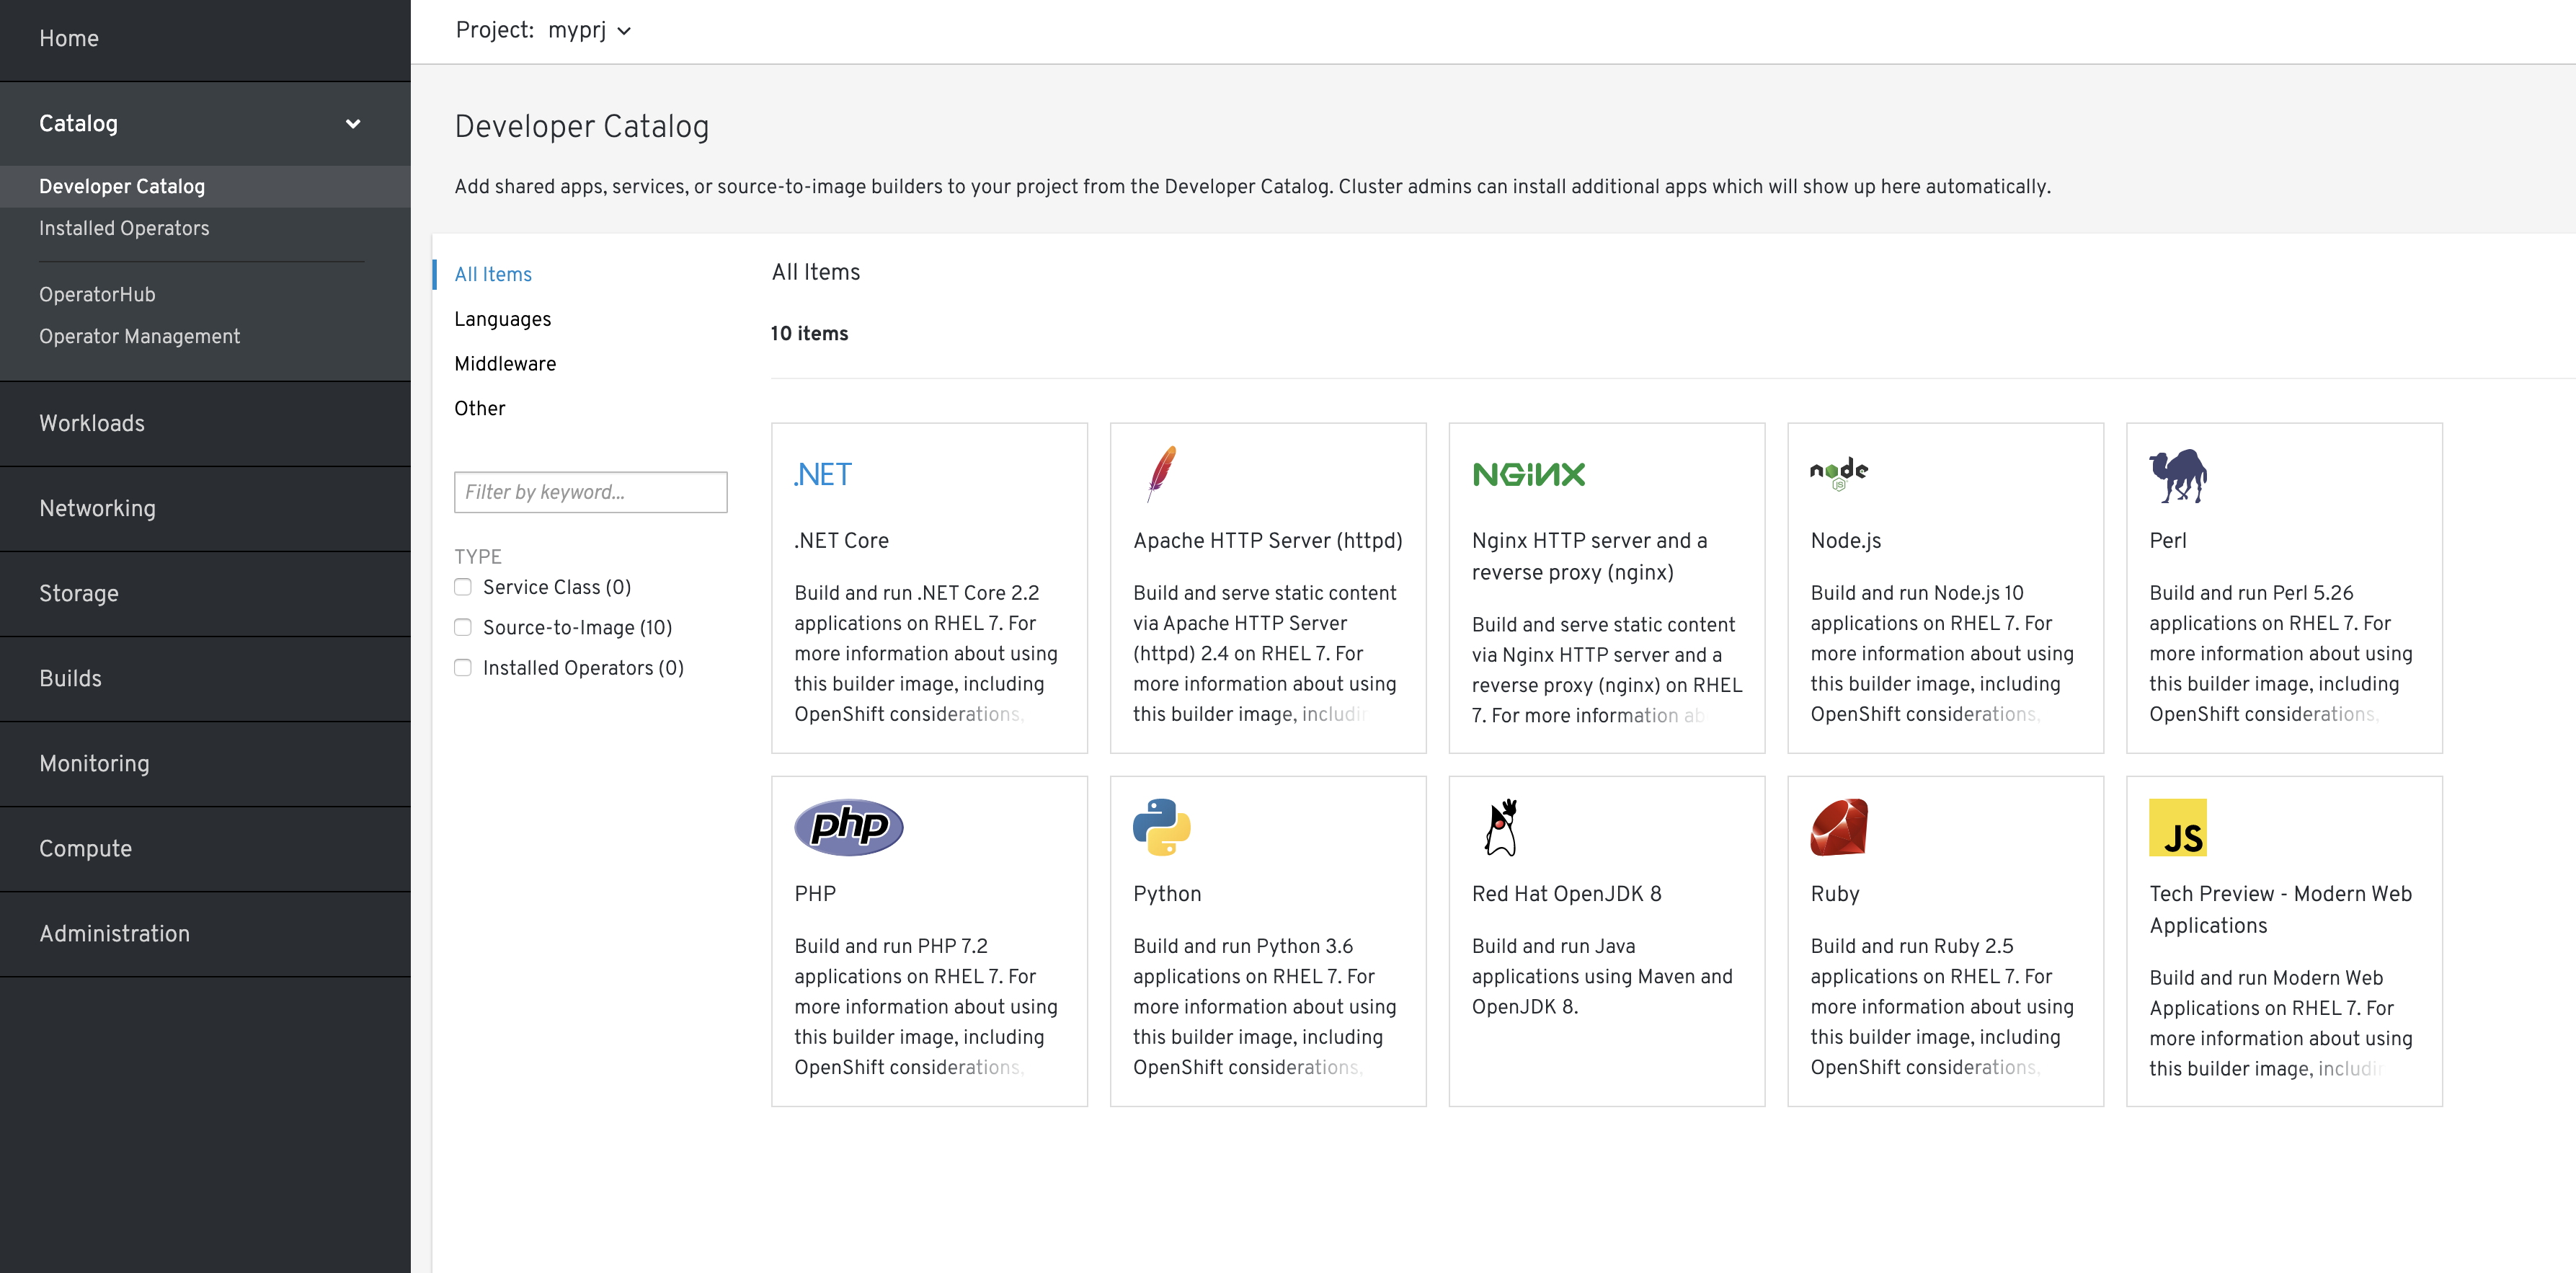 Home
Catalog
Developer Catalog
Installed Operators
OperatorHub
Operator Management
Workloads
Networking
Storage
Builds
Monitoring
Compute
Administration
Project: myprj
Developer Catalog
Add shared apps, services, or source-to-image builders to your project from the Developer Catalog. Cluster admins can install additional apps which will show up here automatically.
All Items
Languages
Middleware
Other
Filter by keyword...
TYPE
Service Class (0)
Source-to-Image (10)
Installed Operators (0)
All Items
10 items
.NET
.NET Core
Build and run .NET Core 2.2
applications on RHEL 7. For
more information about using
this builder image, including
OpenShift considerations,
Apache HTTP Server (httpd)
Build and serve static content
via Apache HTTP Server
(httpd) 2.4 on RHEL 7. For
more information about using
this builder image, includin
NGINX
Nginx HTTP server and a
reverse proxy (nginx)
Build and serve static content
via Nginx HTTP server and a
reverse proxy (nginx) on RHEL
7. For more information ab
node
JS
Node.js
Build and run Node.js 10
applications on RHEL 7. For
more information about using
this builder image, including
OpenShift considerations,
Perl
Build and run Perl 5.26
applications on RHEL 7. For
more information about using
this builder image, including
OpenShift considerations,
php
PHP
Build and run PHP 7.2
applications on RHEL 7. For
more information about using
this builder image, including
OpenShift considerations,
Python
Build and run Python 3.6
applications on RHEL 7. For
more information about using
this builder image, including
OpenShift considerations,
Red Hat OpenJDK 8
Build and run Java
applications using Maven and
OpenJDK 8.
Ruby
Build and run Ruby 2.5
applications on RHEL 7. For
more information about using
this builder image, including
OpenShift considerations,
JS
Tech Preview - Modern Web
Applications
Build and run Modern Web
Applications on RHEL 7. For
more information about using
this builder image, includin